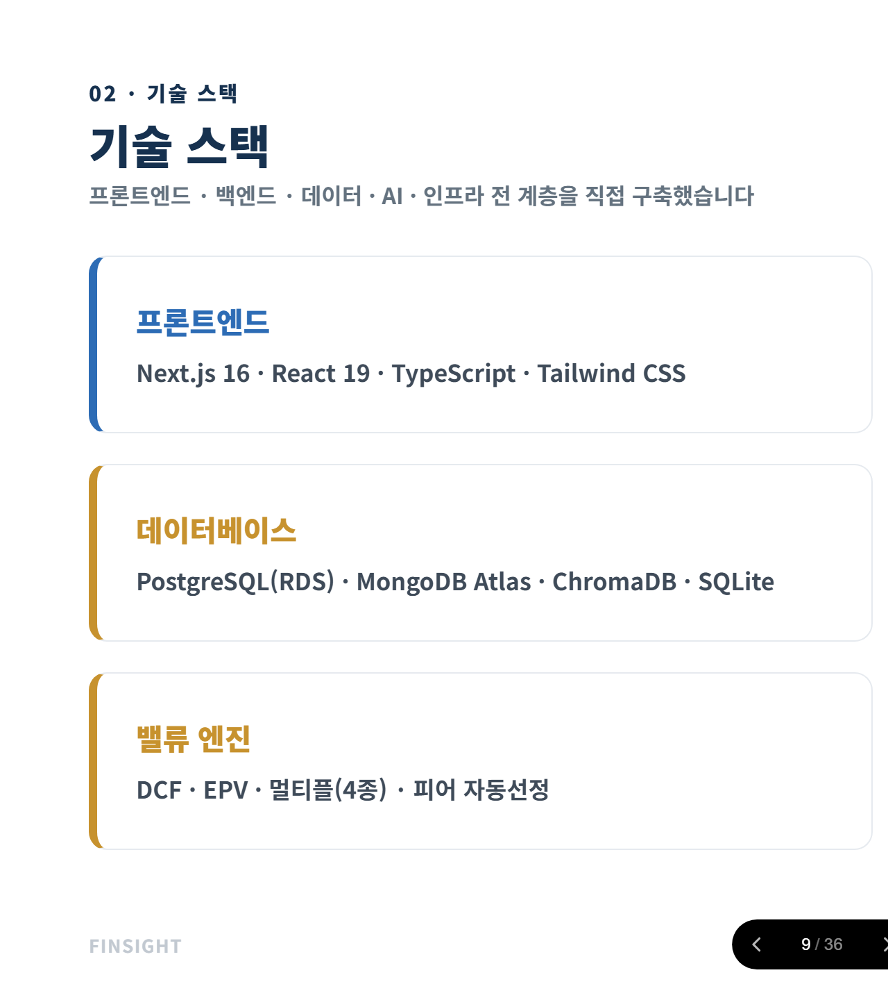 02 · 기술 스택
기술 스택
프론트엔드 · 백엔드 · 데이터 · AI · 인프라 전 계층을 직접 구축했습니다
프론트엔드
Next.js 16 · React 19 · TypeScript · Tailwind CSS
데이터베이스
PostgreSQL(RDS) · MongoDB Atlas · ChromaDB · SQLite
밸류 엔진
DCF · EPV · 멀티플(4종) · 피어 자동선정
FINSIGHT
9 / 36